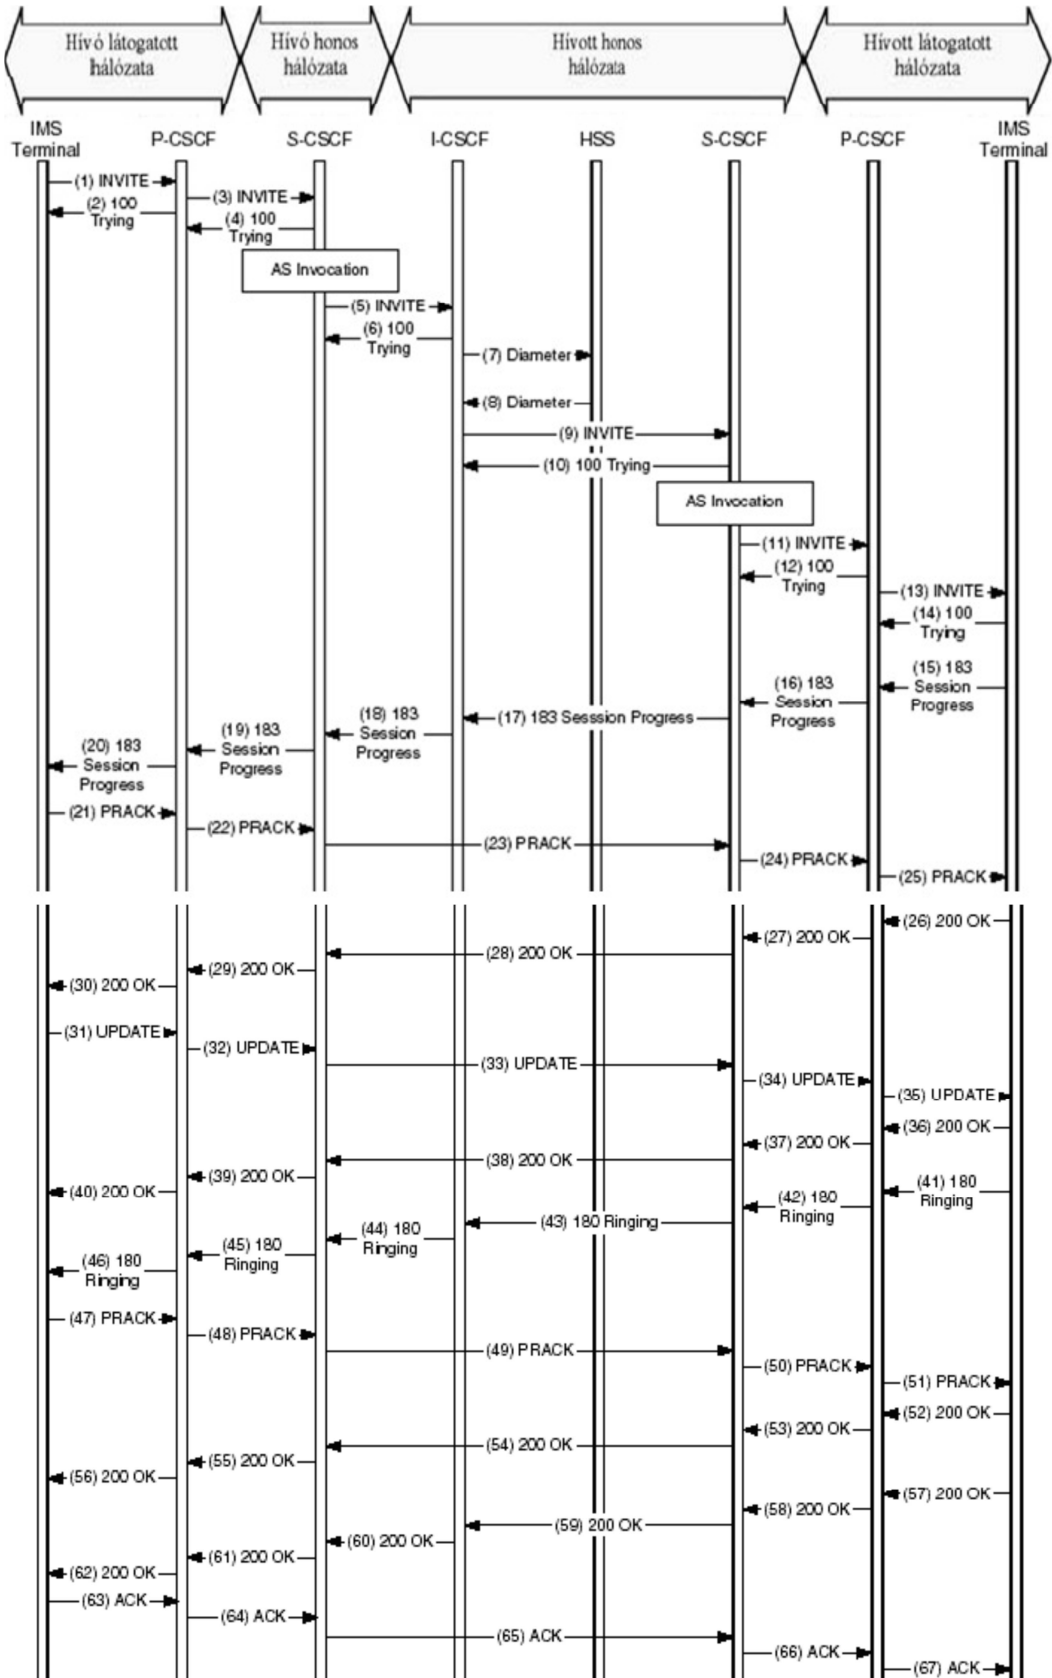 Hívó látogatott
hálózata
Hívó honos
hálózata
Hívott honos
hálózata
Hívott látogatott
hálózata
IMS
Terminal
P-CSCF
S-CSCF
I-CSCF
HSS
S-CSCF
P-CSCF
IMS
Terminal
(1) INVITE
(2) 100
Trying
(3) INVITE
(4) 100
Trying
AS Invocation
(5) INVITE
(6) 100
Trying
(7) Diameter
(8) Diameter
(9) INVITE
(10) 100 Trying
AS Invocation
(11) INVITE
(12) 100
Trying
(13) INVITE
(14) 100
Trying
(15) 183
Session
Progress
(16) 183
Session
Progress
(17) 183 Sesssion Progress
(18) 183
Session
Progress
(19) 183
Session
Progress
(20) 183
Session
Progress
(21) PRACK
(22) PRACK
(23) PRACK
(24) PRACK
(25) PRACK
(26) 200 OK
(27) 200 OK
(28) 200 OK
(29) 200 OK
(30) 200 OK
(31) UPDATE
(32) UPDATE
(33) UPDATE
(34) UPDATE
(35) UPDATE
(36) 200 OK
(37) 200 OK
(38) 200 OK
(39) 200 OK
(40) 200 OK
(41) 180
Ringing
(42) 180
Ringing
(43) 180 Ringing
(44) 180
Ringing
(45) 180
Ringing
(46) 180
Ringing
(47) PRACK
(48) PRACK
(49) PRACK
(50) PRACK
(51) PRACK
(52) 200 OK
(53) 200 OK
(54) 200 OK
(55) 200 OK
(56) 200 OK
(57) 200 OK
(58) 200 OK
(59) 200 OK
(60) 200 OK
(61) 200 OK
(62) 200 OK
(63) ACK
(64) ACK
(65) ACK
(66) ACK
(67) ACK